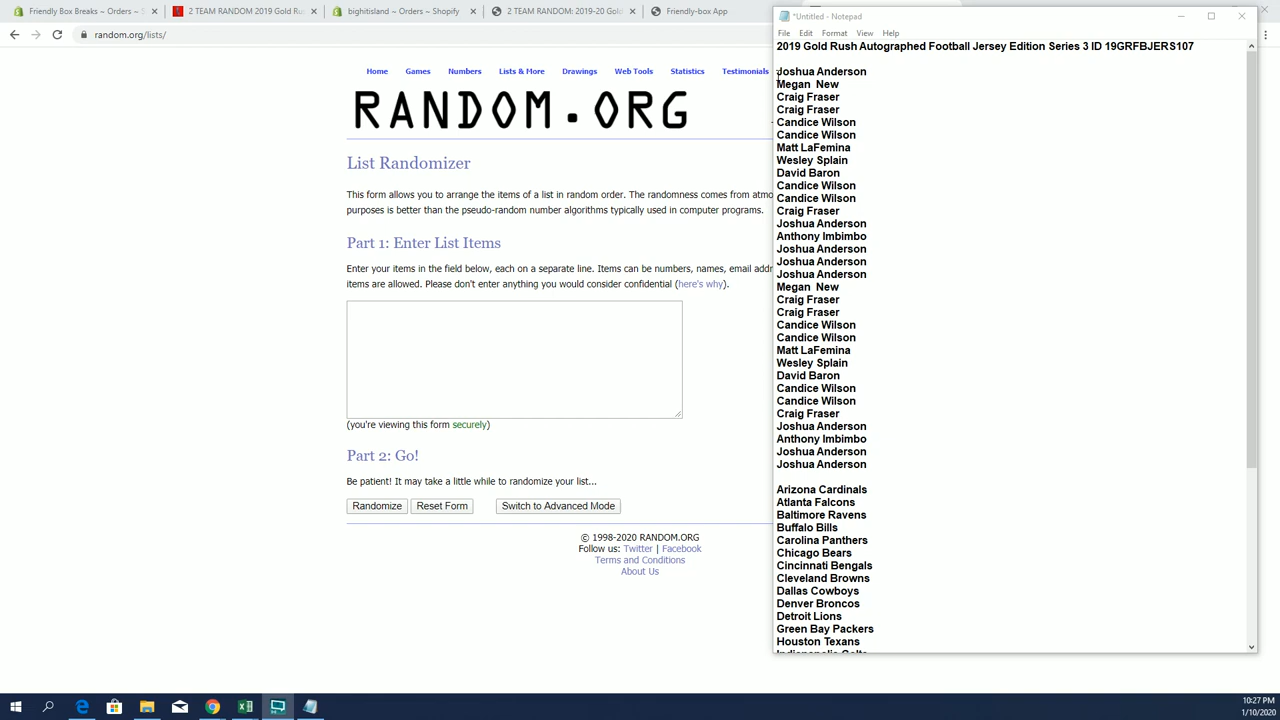 Friendly Box Breaks ~ Orders ~ S
2 TEAM RANDOM 2019 Gold Ru
bighitisland ~ Orders ~ Shopify
2 TEAM RANDOM: 2019-20 Gol
Friendly-box App
random.org/lists/
*Untitled - Notepad
File Edit Format View Help
2019 Gold Rush Autographed Football Jersey Edition Series 3 ID 19GRFBJERS107
Joshua Anderson
Megan New
Craig Fraser
Craig Fraser
Candice Wilson
Candice Wilson
Matt LaFemina
Wesley Splain
David Baron
Candice Wilson
Candice Wilson
Craig Fraser
Joshua Anderson
Anthony Imbimbo
Joshua Anderson
Joshua Anderson
Joshua Anderson
Megan New
Craig Fraser
Craig Fraser
Candice Wilson
Candice Wilson
Matt LaFemina
Wesley Splain
David Baron
Candice Wilson
Candice Wilson
Craig Fraser
Joshua Anderson
Anthony Imbimbo
Joshua Anderson
Joshua Anderson
Arizona Cardinals
Atlanta Falcons
Baltimore Ravens
Buffalo Bills
Carolina Panthers
Chicago Bears
Cincinnati Bengals
Cleveland Browns
Dallas Cowboys
Denver Broncos
Detroit Lions
Green Bay Packers
Houston Texans
Indianapolis Colts
Home Games Numbers Lists & More Drawings Web Tools Statistics Testimonials
RANDOM.ORG
List Randomizer
This form allows you to arrange the items of a list in random order. The randomness comes from atmo
purposes is better than the pseudo-random number algorithms typically used in computer programs.
Part 1: Enter List Items
Enter your items in the field below, each on a separate line. Items can be numbers, names, email addr
items are allowed. Please don't enter anything you would consider confidential (here's why).
(you're viewing this form securely)
Part 2: Go!
Be patient! It may take a little while to randomize your list...
Randomize Reset Form Switch to Advanced Mode
© 1998-2020 RANDOM.ORG
Follow us: Twitter | Facebook
Terms and Conditions
About Us
10:27 PM
1/10/2020